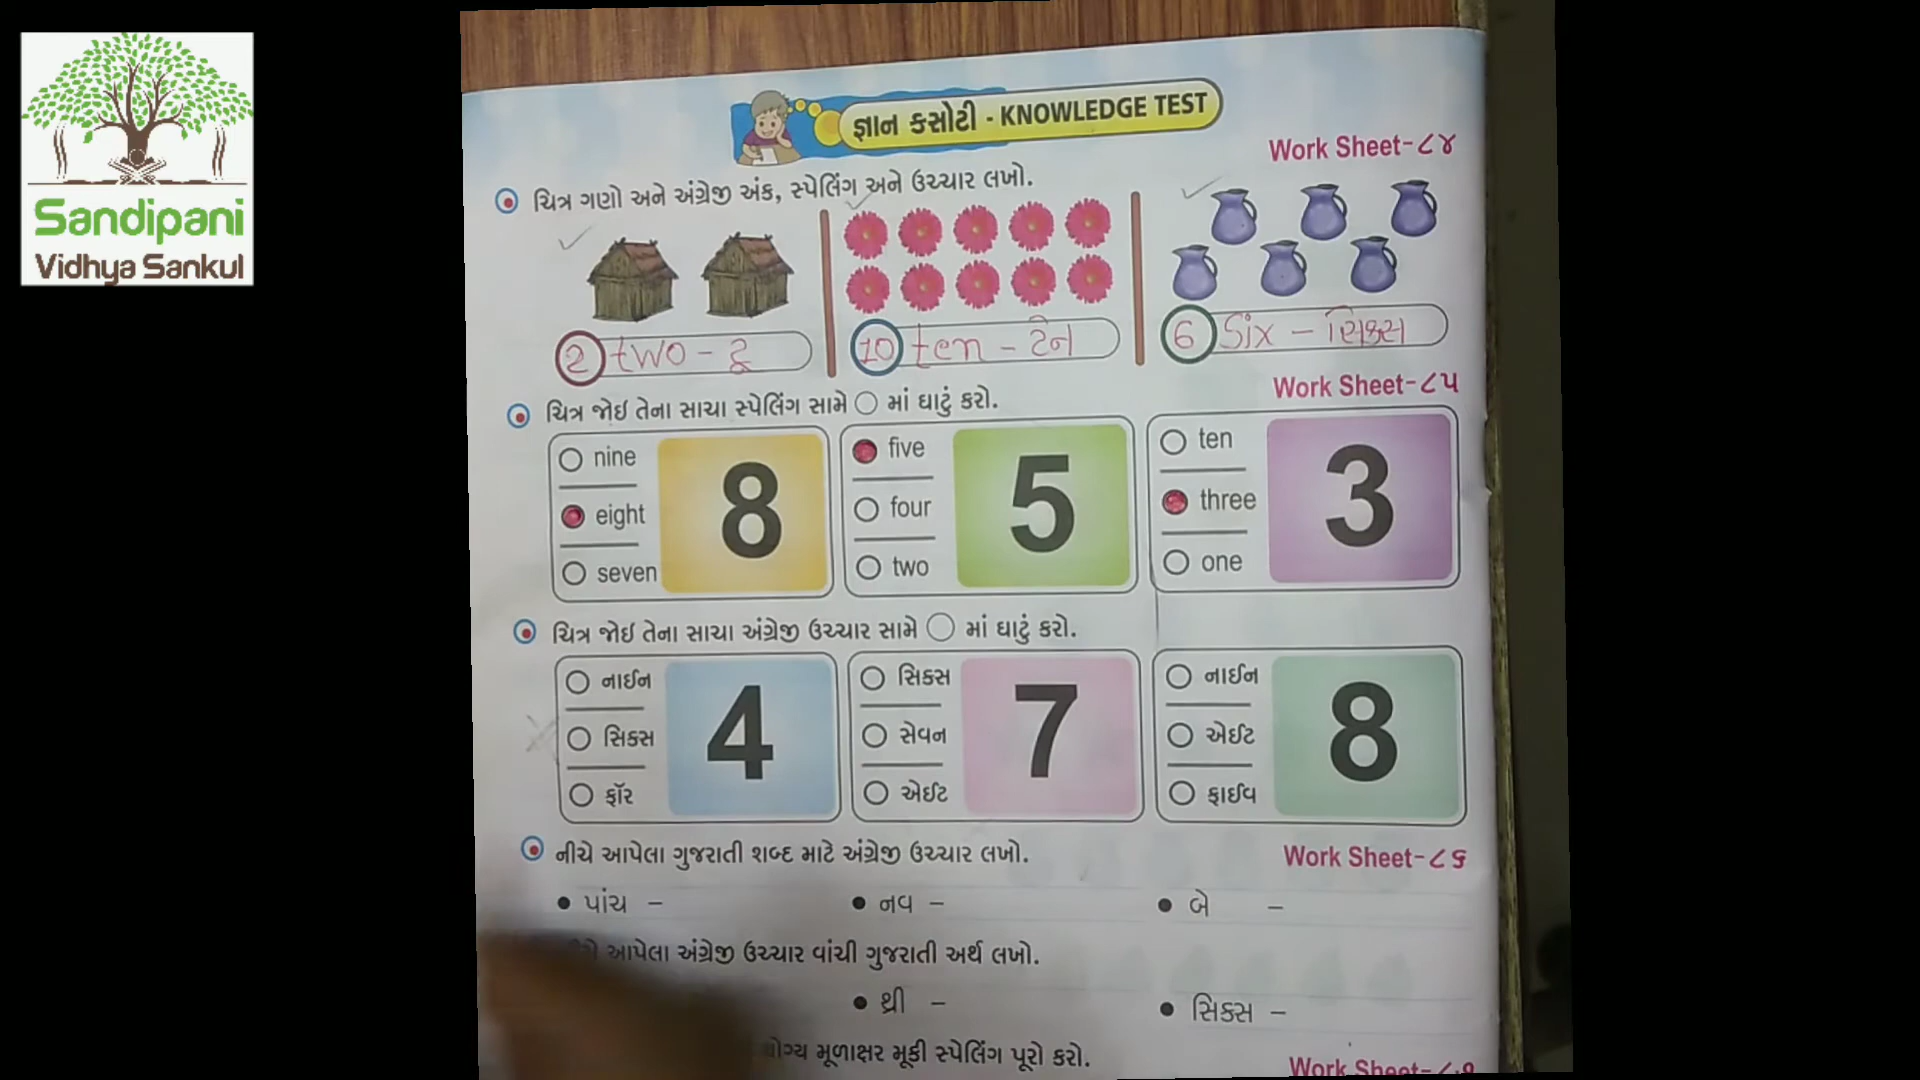 Sandipani
Vidhya Sankul
જ્ઞાન કસોટી - KNOWLEDGE TEST
Work Sheet-૮૪
ચિત્ર ગણો અને અંગ્રેજી અંક, સ્પેલિંગ અને ઉચ્ચાર લખો.
2 two - ટૂ
10 ten - ટેન
6 Six - સિક્સ
Work Sheet-૮૫
ચિત્ર જોઈ તેના સાચા સ્પેલિંગ સામે ○ માં ઘાટું કરો.
nine
eight
seven
8
five
four
two
5
ten
three
one
3
ચિત્ર જોઈ તેના સાચા અંગ્રેજી ઉચ્ચાર સામે ○ માં ઘાટું કરો.
નાઈન
સિક્સ
ફૉર
4
સિક્સ
સેવન
એઈટ
7
નાઈન
એઈટ
ફાઈવ
8
નીચે આપેલા ગુજરાતી શબ્દ માટે અંગ્રેજી ઉચ્ચાર લખો.
Work Sheet-૮૬
• પાંચ –
• નવ –
• બે –
આપેલા અંગ્રેજી ઉચ્ચાર વાંચી ગુજરાતી અર્થ લખો.
• થ્રી –
• સિક્સ –
યોગ્ય મૂળાક્ષર મૂકી સ્પેલિંગ પૂરો કરો.
Work Sheet-